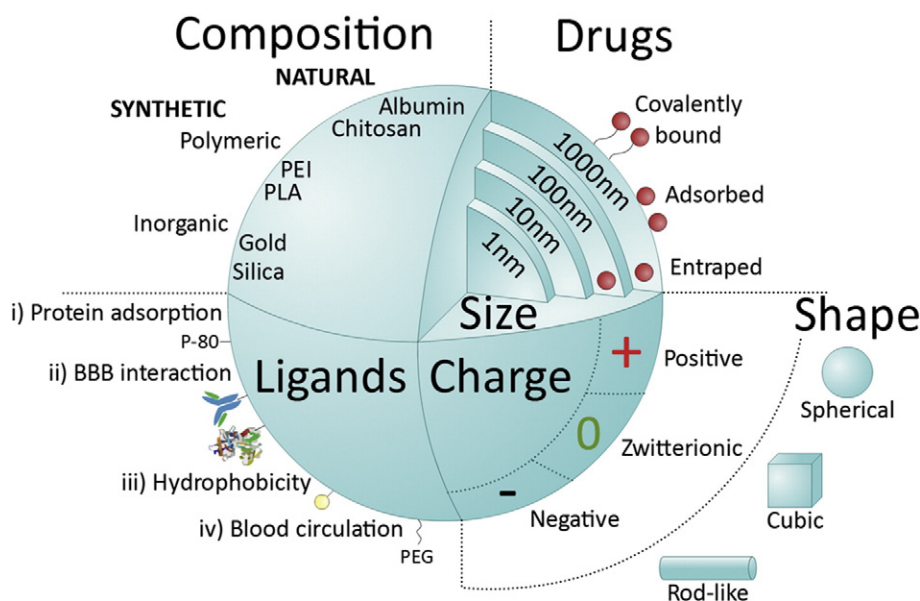 Composition
NATURAL
SYNTHETIC
Albumin
Chitosan
Polymeric
PEI
PLA
Inorganic
Gold
Silica
Drugs
Covalently
bound
Adsorbed
Entraped
1000nm
100nm
10nm
1nm
Size
i) Protein adsorption
P-80
ii) BBB interaction
Ligands
iii) Hydrophobicity
iv) Blood circulation
PEG
Charge
+
Positive
0
Zwitterionic
-
Negative
Shape
Spherical
Cubic
Rod-like